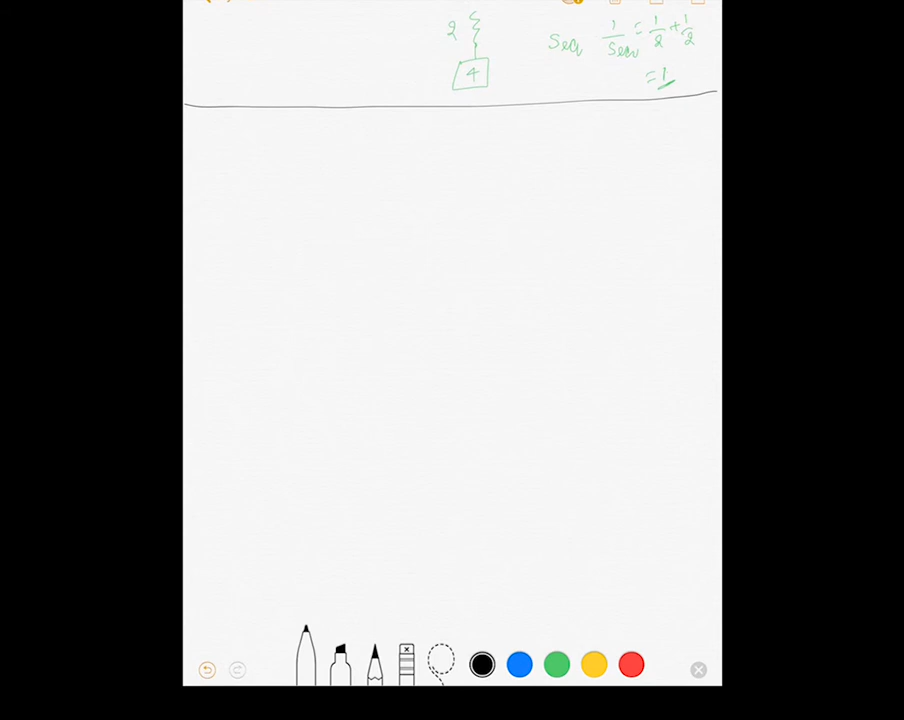 2
4
Seq 1/Seq = 1/2 + 1/2
= 1